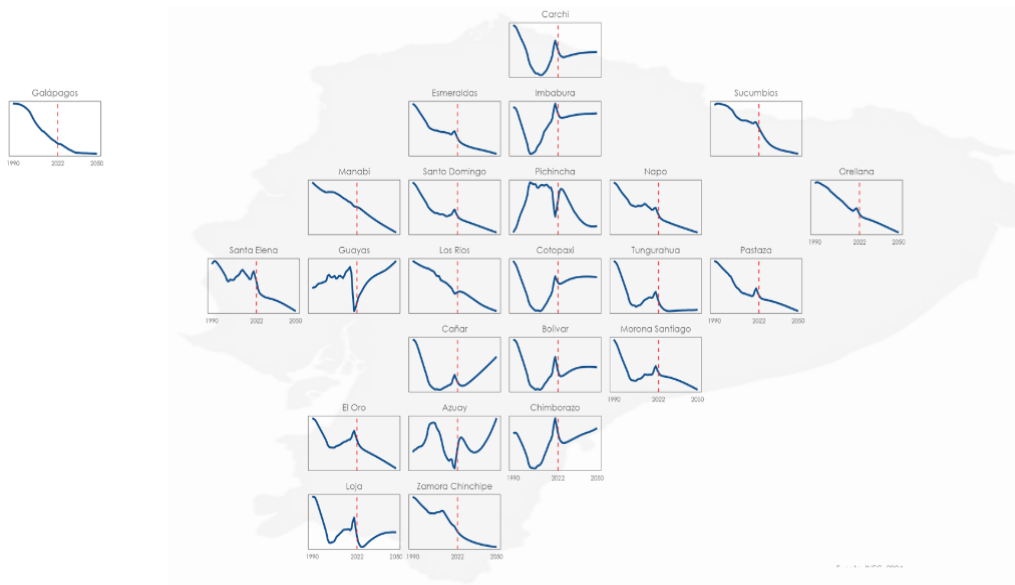 Carchi
Galápagos
Esmeraldas
Imbabura
Sucumbíos
1990 2022 2050
Manabí
Santo Domingo
Pichincha
Napo
Orellana
1990 2022 2050
Santa Elena
Guayas
Los Ríos
Cotopaxi
Tungurahua
Pastaza
1990 2022 2050
1990 2022 2050
Cañar
Bolívar
Morona Santiago
1990 2022 2050
El Oro
Azuay
Chimborazo
1990 2022 2050
Loja
Zamora Chinchipe
1990 2022 2050
1990 2022 2050